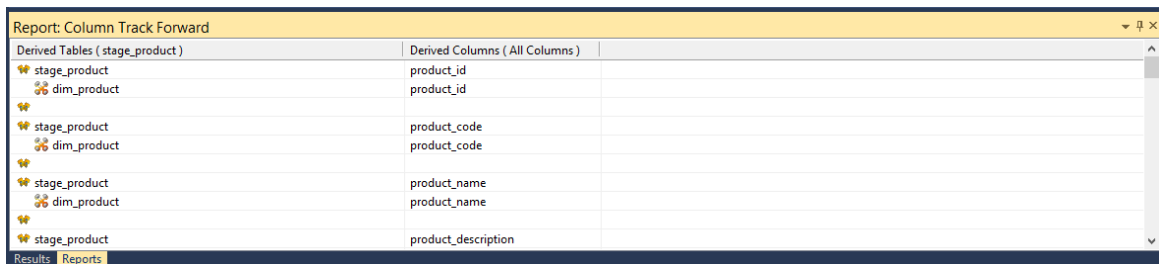 Report: Column Track Forward
Derived Tables ( stage_product ) Derived Columns ( All Columns )
stage_product product_id
dim_product product_id
stage_product product_code
dim_product product_code
stage_product product_name
dim_product product_name
stage_product product_description
Results Reports